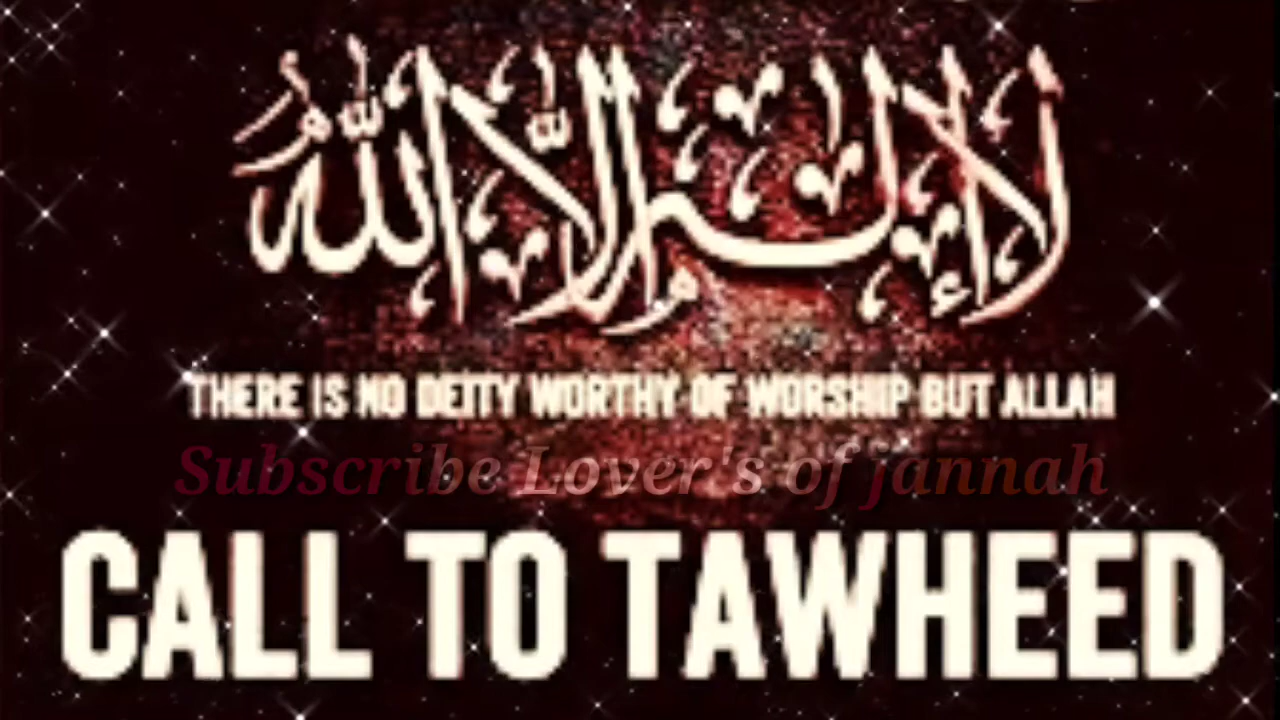 لا إله إلا الله
THERE IS NO DEITY WORTHY OF WORSHIP BUT ALLAH
Subscribe Lover's of jannah
CALL TO TAWHEED